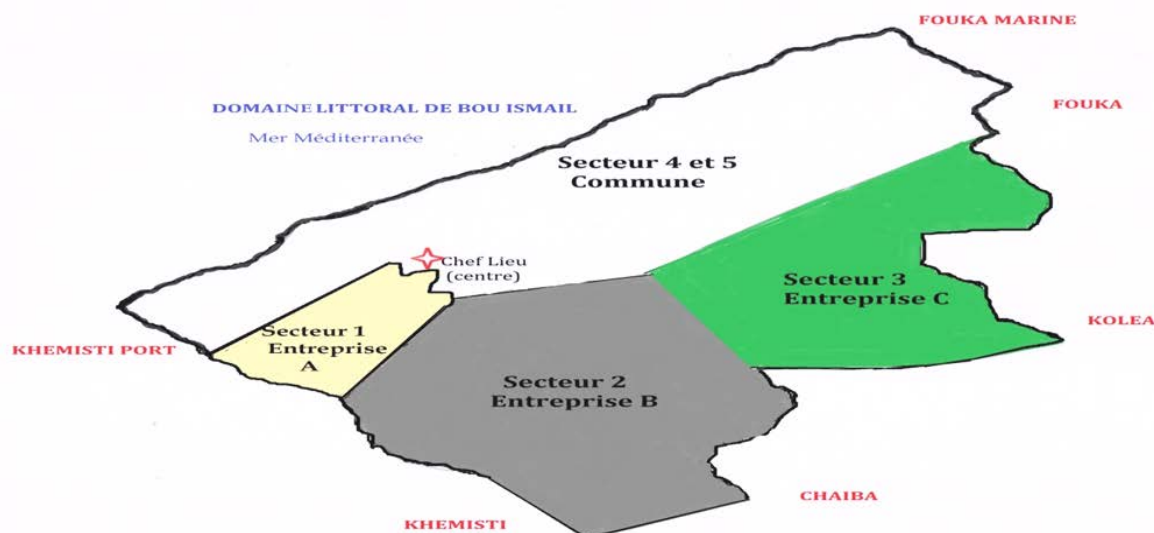 FOUKA MARINE
DOMAINE LITTORAL DE BOU ISMAIL
FOUKA
Mer Méditerranée
Secteur 4 et 5
Commune
Chef Lieu
(centre)
Secteur 3
Entreprise C
KOLEA
Secteur 1
Entreprise
A
KHEMISTI PORT
Secteur 2
Entreprise B
CHAIBA
KHEMISTI